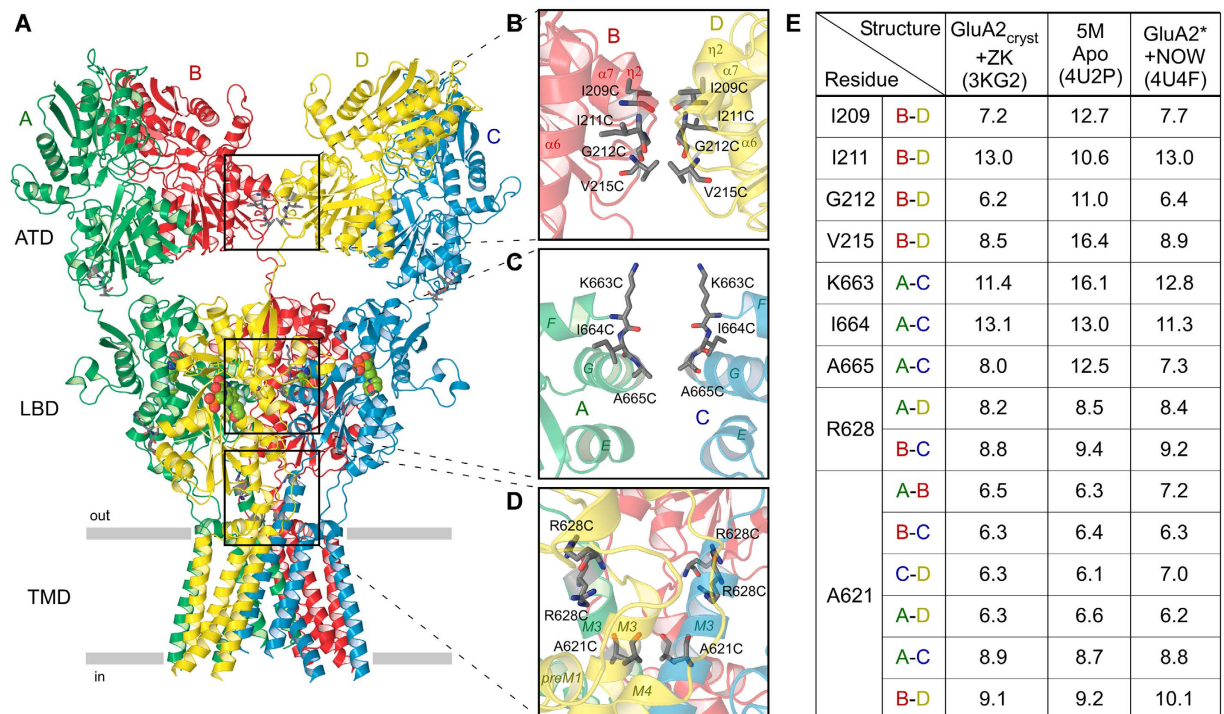 A
B
D
A
C
ATD
LBD
out
TMD
in
B
B
D
η2
α7
η2
α7
I209C
I209C
I211C
I211C
α6
G212C
G212C
α6
V215C
V215C
C
K663C
K663C
F
F
I664C
I664C
G
G
A665C
A665C
A
C
E
E
D
R628C
R628C
R628C
R628C
M3
M3
M3
A621C
A621C
preM1
M4
E
Structure
Residue
GluA2cryst +ZK (3KG2)
5M Apo (4U2P)
GluA2* +NOW (4U4F)
I209 B-D 7.2 12.7 7.7
I211 B-D 13.0 10.6 13.0
G212 B-D 6.2 11.0 6.4
V215 B-D 8.5 16.4 8.9
K663 A-C 11.4 16.1 12.8
I664 A-C 13.1 13.0 11.3
A665 A-C 8.0 12.5 7.3
R628 A-D 8.2 8.5 8.4
B-C 8.8 9.4 9.2
A621 A-B 6.5 6.3 7.2
B-C 6.3 6.4 6.3
C-D 6.3 6.1 7.0
A-D 6.3 6.6 6.2
A-C 8.9 8.7 8.8
B-D 9.1 9.2 10.1